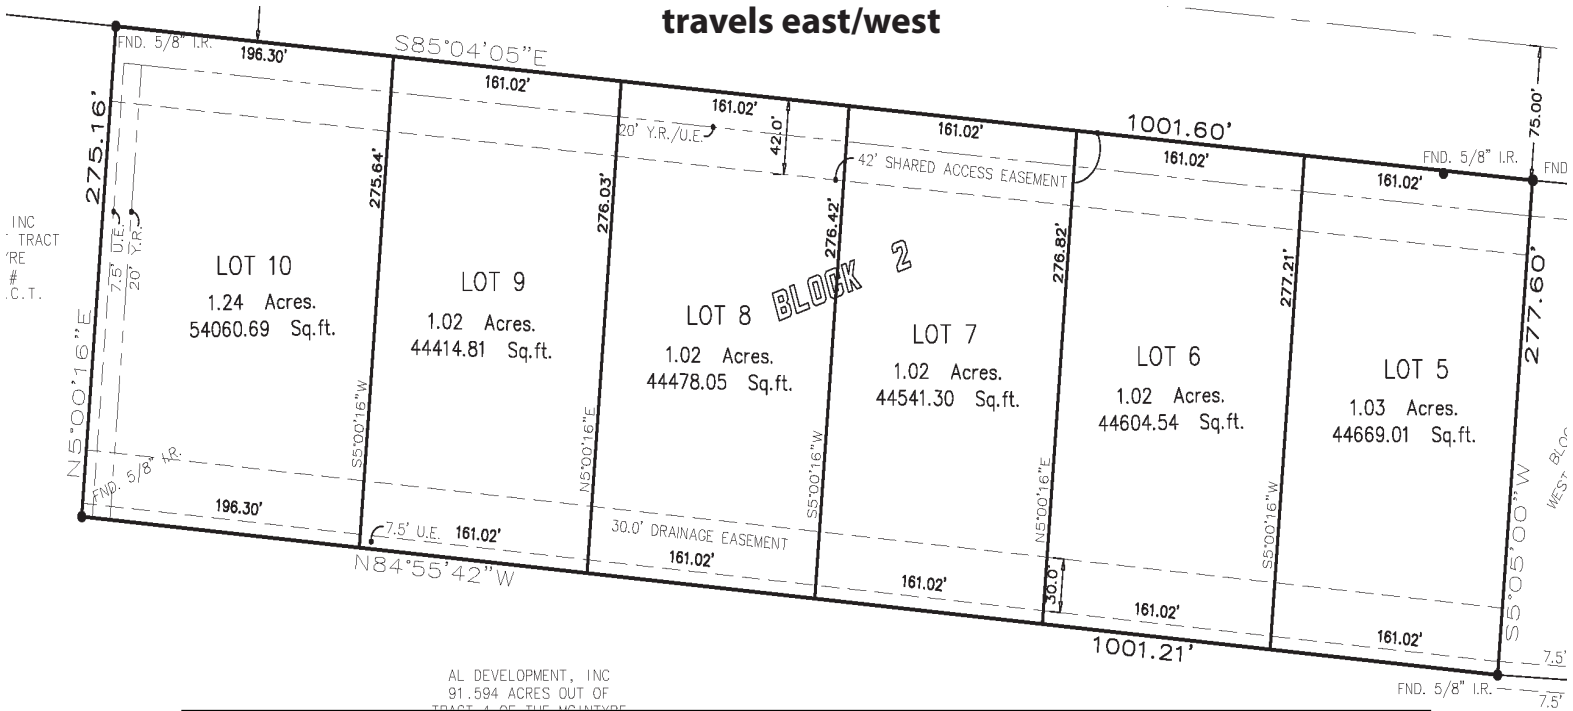 travels east/west
FND. 5/8" I.R.
196.30'
S85°04'05"E
161.02'
161.02'
161.02'
1001.60'
161.02'
161.02'
FND. 5/8" I.R.
75.00'
FND
20' Y.R./U.E.
42.0'
42' SHARED ACCESS EASEMENT
275.16'
275.64'
276.03'
276.42'
276.82'
277.21'
277.60'
INC
TRACT
#
.C.T.
7.5' U.E.
20' Y.R.
BLOCK 2
LOT 10
1.24 Acres.
54060.69 Sq.ft.
LOT 9
1.02 Acres.
44414.81 Sq.ft.
LOT 8
1.02 Acres.
44478.05 Sq.ft.
LOT 7
1.02 Acres.
44541.30 Sq.ft.
LOT 6
1.02 Acres.
44604.54 Sq.ft.
LOT 5
1.03 Acres.
44669.01 Sq.ft.
N5°00'16"E
S5°00'16"W
N5°00'16"E
S5°00'16"W
N5°00'16"E
S5°00'16"W
S5°05'00"W
WEST BLOC
FND. 5/8" I.R.
196.30'
7.5' U.E.
161.02'
30.0' DRAINAGE EASEMENT
161.02'
161.02'
30.0'
161.02'
161.02'
N84°55'42"W
1001.21'
7.5'
FND. 5/8" I.R.
7.5'
AL DEVELOPMENT, INC
91.594 ACRES OUT OF
TRACT 4 OF THE MCINTYRE